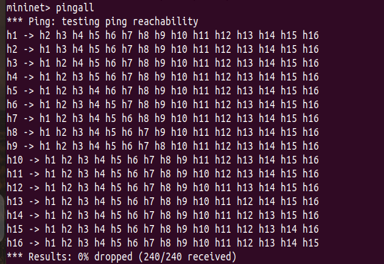 mininet> pingall
*** Ping: testing ping reachability
h1 -> h2 h3 h4 h5 h6 h7 h8 h9 h10 h11 h12 h13 h14 h15 h16
h2 -> h1 h3 h4 h5 h6 h7 h8 h9 h10 h11 h12 h13 h14 h15 h16
h3 -> h1 h2 h4 h5 h6 h7 h8 h9 h10 h11 h12 h13 h14 h15 h16
h4 -> h1 h2 h3 h5 h6 h7 h8 h9 h10 h11 h12 h13 h14 h15 h16
h5 -> h1 h2 h3 h4 h6 h7 h8 h9 h10 h11 h12 h13 h14 h15 h16
h6 -> h1 h2 h3 h4 h5 h7 h8 h9 h10 h11 h12 h13 h14 h15 h16
h7 -> h1 h2 h3 h4 h5 h6 h8 h9 h10 h11 h12 h13 h14 h15 h16
h8 -> h1 h2 h3 h4 h5 h6 h7 h9 h10 h11 h12 h13 h14 h15 h16
h9 -> h1 h2 h3 h4 h5 h6 h7 h8 h10 h11 h12 h13 h14 h15 h16
h10 -> h1 h2 h3 h4 h5 h6 h7 h8 h9 h11 h12 h13 h14 h15 h16
h11 -> h1 h2 h3 h4 h5 h6 h7 h8 h9 h10 h12 h13 h14 h15 h16
h12 -> h1 h2 h3 h4 h5 h6 h7 h8 h9 h10 h11 h13 h14 h15 h16
h13 -> h1 h2 h3 h4 h5 h6 h7 h8 h9 h10 h11 h12 h14 h15 h16
h14 -> h1 h2 h3 h4 h5 h6 h7 h8 h9 h10 h11 h12 h13 h15 h16
h15 -> h1 h2 h3 h4 h5 h6 h7 h8 h9 h10 h11 h12 h13 h14 h16
h16 -> h1 h2 h3 h4 h5 h6 h7 h8 h9 h10 h11 h12 h13 h14 h15
*** Results: 0% dropped (240/240 received)